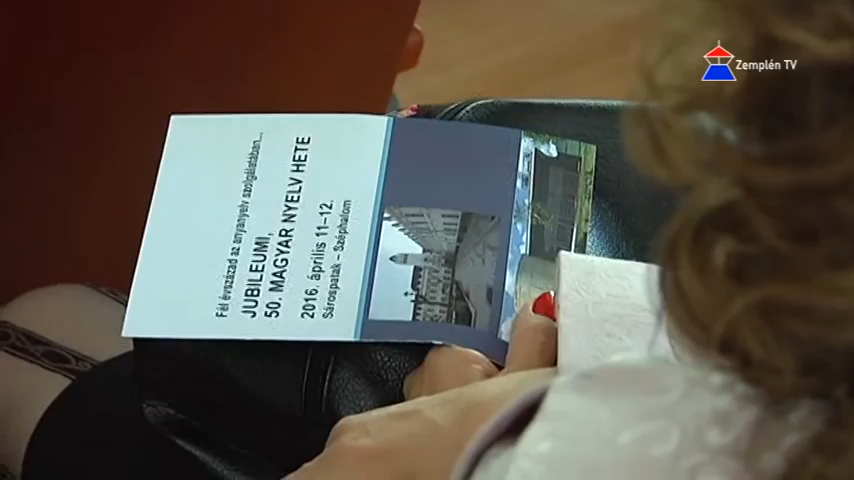 Zemplén TV
Fél évszázad az anyanyelv szolgálatában...
JUBILEUMI,
50. MAGYAR NYELV HETE
2016. április 11–12.
Sárospatak – Széphalom